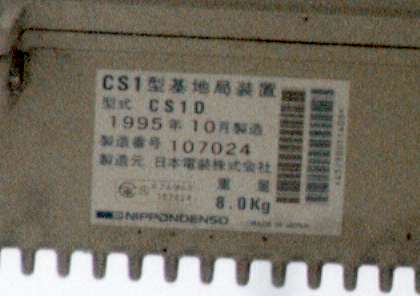 CS1型基地局装置
型式 CS1D
1995年10月製造
製造番号 107024
製造元 日本電装株式会社
重量
8.0Kg
NIPPONDENSO
MADE IN JAPAN